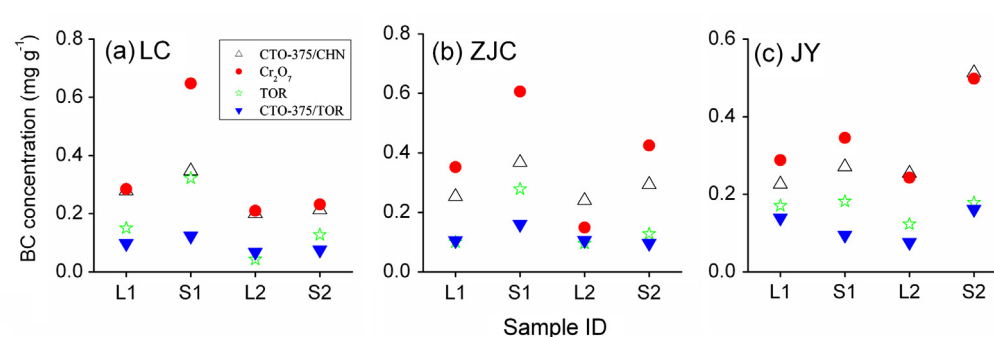 (a) LC
CTO-375/CHN
Cr2O7
TOR
CTO-375/TOR
BC concentration (mg g-1)
0.8
0.6
0.4
0.2
0.0
L1 S1 L2 S2
(b) ZJC
0.8
0.6
0.4
0.2
0.0
L1 S1 L2 S2
(c) JY
0.6
0.4
0.2
0.0
L1 S1 L2 S2
Sample ID